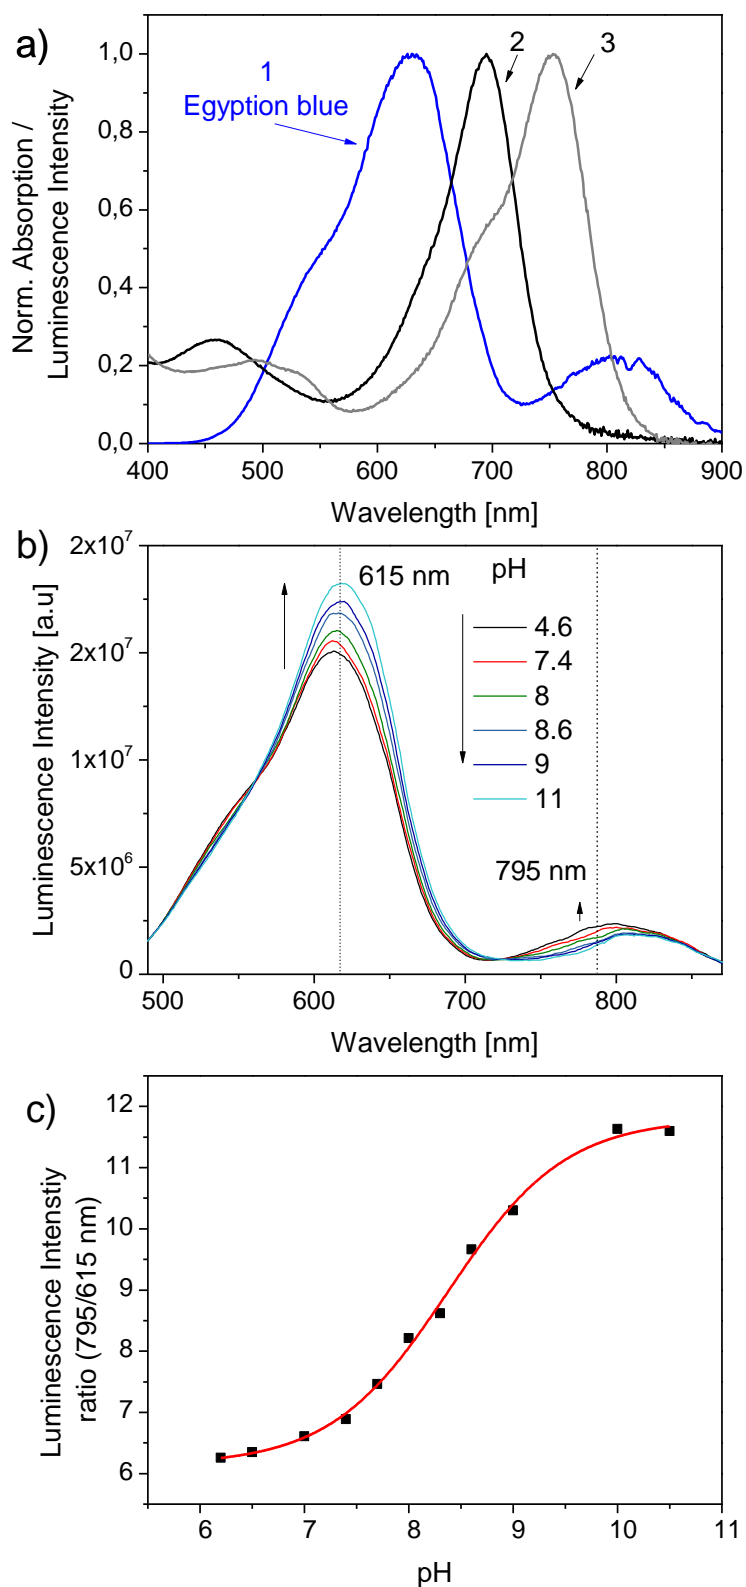 a)
1
Egyption blue
2
3
1,0
0,8
0,6
0,4
0,2
0,0
Norm. Absorption /
Luminescence Intensity
400 500 600 700 800 900
Wavelength [nm]
b)
2x10⁷
2x10⁷
1x10⁷
5x10⁶
0
Luminescence Intensity [a.u]
615 nm
pH
4.6
7.4
8
8.6
9
11
795 nm
500 600 700 800
Wavelength [nm]
c)
12
11
10
9
8
7
6
Luminescence Intenstiy
ratio (795/615 nm)
6 7 8 9 10 11
pH